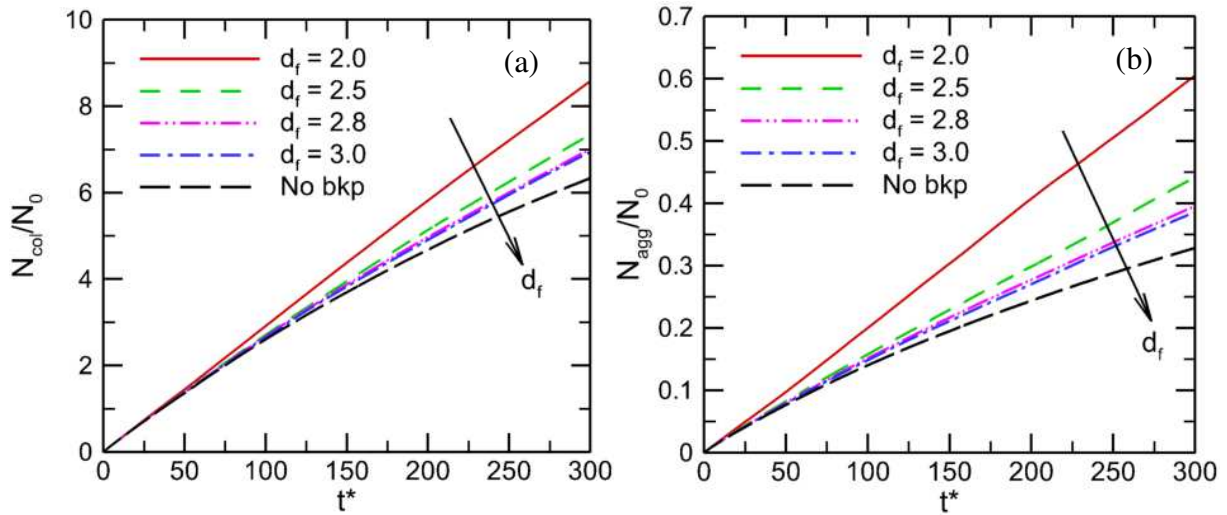 (a)
d_f = 2.0
d_f = 2.5
d_f = 2.8
d_f = 3.0
No bkp
d_f
N_col/N_0
10
8
6
4
2
0
0 50 100 150 200 250 300
t*
(b)
d_f = 2.0
d_f = 2.5
d_f = 2.8
d_f = 3.0
No bkp
d_f
N_agg/N_0
0.7
0.6
0.5
0.4
0.3
0.2
0.1
0
0 50 100 150 200 250 300
t*